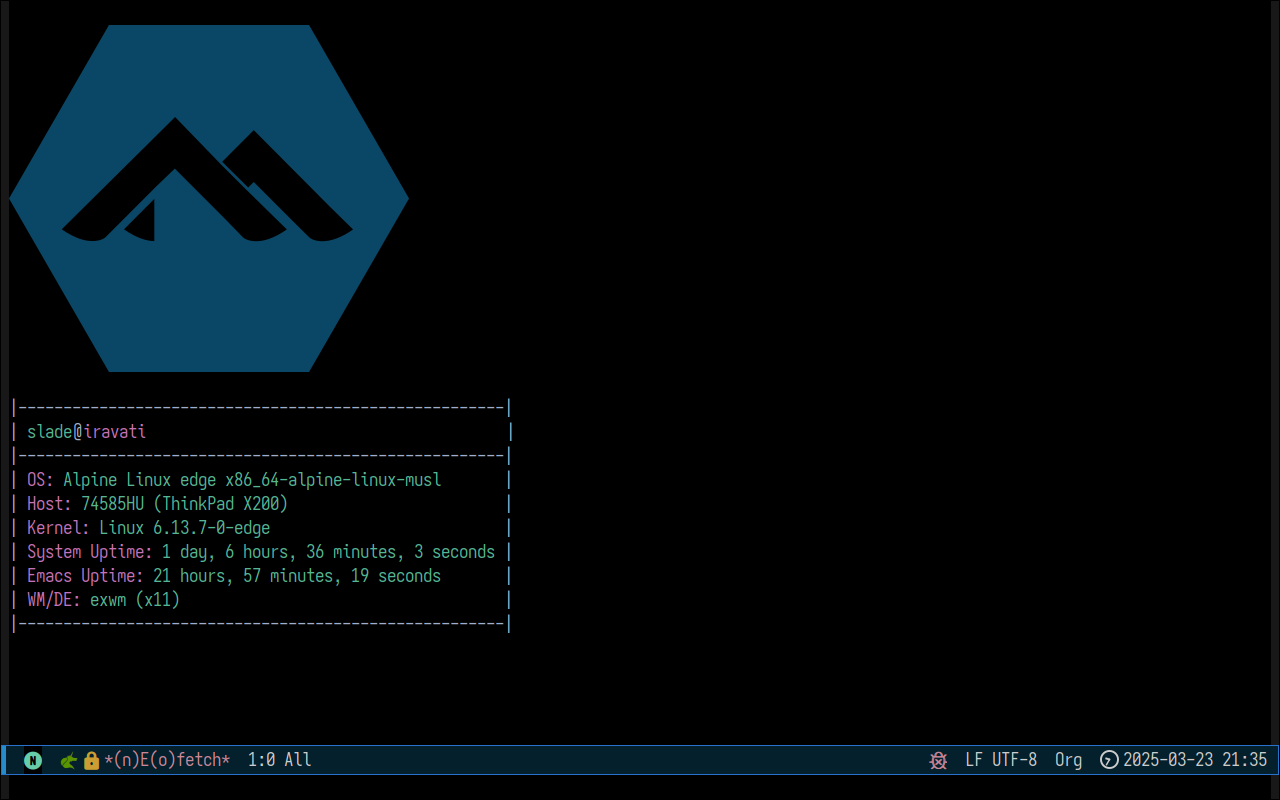 |------------------------------------------------------|
| slade@iravati |
|------------------------------------------------------|
| OS: Alpine Linux edge x86_64-alpine-linux-musl |
| Host: 74585HU (ThinkPad X200) |
| Kernel: Linux 6.13.7-0-edge |
| System Uptime: 1 day, 6 hours, 36 minutes, 3 seconds |
| Emacs Uptime: 21 hours, 57 minutes, 19 seconds |
| WM/DE: exwm (x11) |
|------------------------------------------------------|
N *(n)E(o)fetch* 1:0 All LF UTF-8 Org 2025-03-23 21:35